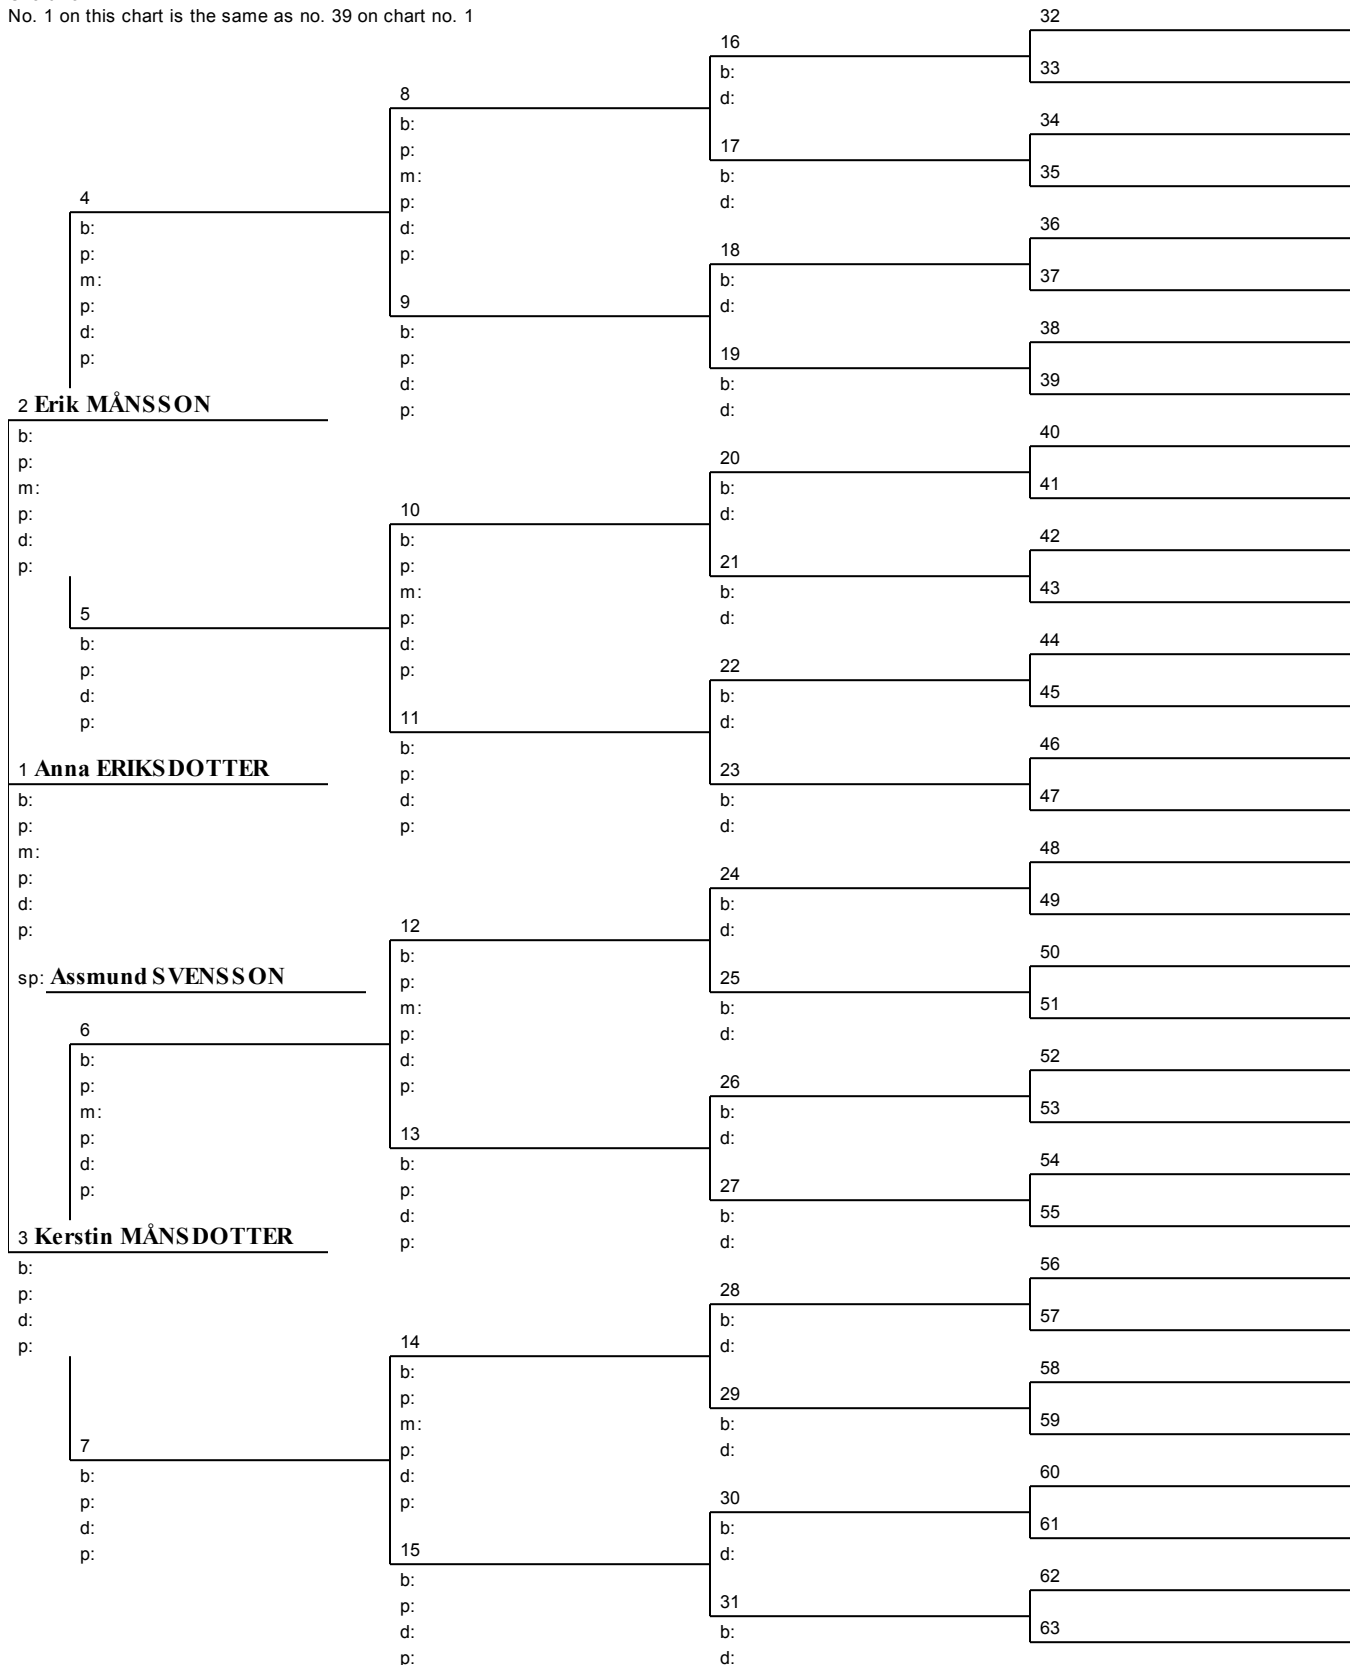 No. 1 on this chart is the same as no. 39 on chart no. 1
2 Erik MÅNSSON
b:
p:
m:
p:
d:
p:
1 Anna ERIKSDOTTER
b:
p:
m:
p:
d:
p:
sp: Assmund SVENSSON
3 Kerstin MÅNSDOTTER
b:
p:
d:
p:
4
b:
p:
m:
p:
d:
p:
5
b:
p:
d:
p:
6
b:
p:
m:
p:
d:
p:
7
b:
p:
d:
p:
8
b:
p:
m:
p:
d:
p:
9
b:
p:
d:
p:
10
b:
p:
m:
p:
d:
p:
11
b:
p:
d:
p:
12
b:
p:
m:
p:
d:
p:
13
b:
p:
d:
p:
14
b:
p:
m:
p:
d:
p:
15
b:
p:
d:
p:
16
b:
d:
17
b:
d:
18
b:
d:
19
b:
d:
20
b:
d:
21
b:
d:
22
b:
d:
23
b:
d:
24
b:
d:
25
b:
d:
26
b:
d:
27
b:
d:
28
b:
d:
29
b:
d:
30
b:
d:
31
b:
d:
32
33
34
35
36
37
38
39
40
41
42
43
44
45
46
47
48
49
50
51
52
53
54
55
56
57
58
59
60
61
62
63